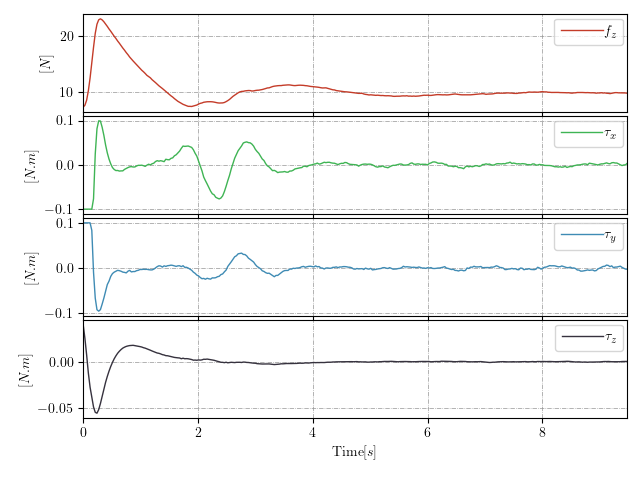 20
10
[N]
f_z
0.1
0.0
−0.1
[N.m]
τ_x
0.1
0.0
−0.1
[N.m]
τ_y
0.00
−0.05
[N.m]
τ_z
0 2 4 6 8
Time[s]